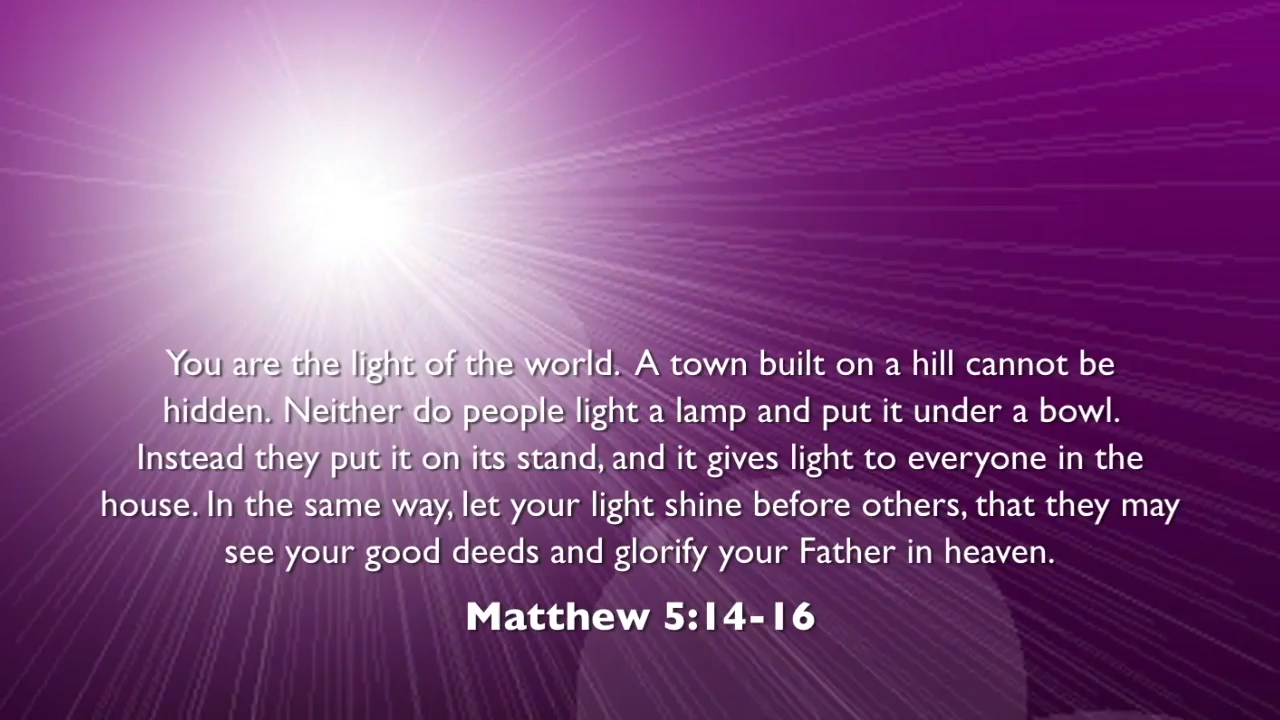 You are the light of the world.  A town built on a hill cannot be
hidden. Neither do people light a lamp and put it under a bowl.
Instead they put it on its stand, and it gives light to everyone in the
house. In the same way, let your light shine before others, that they may
see your good deeds and glorify your Father in heaven.
Matthew 5:14-16